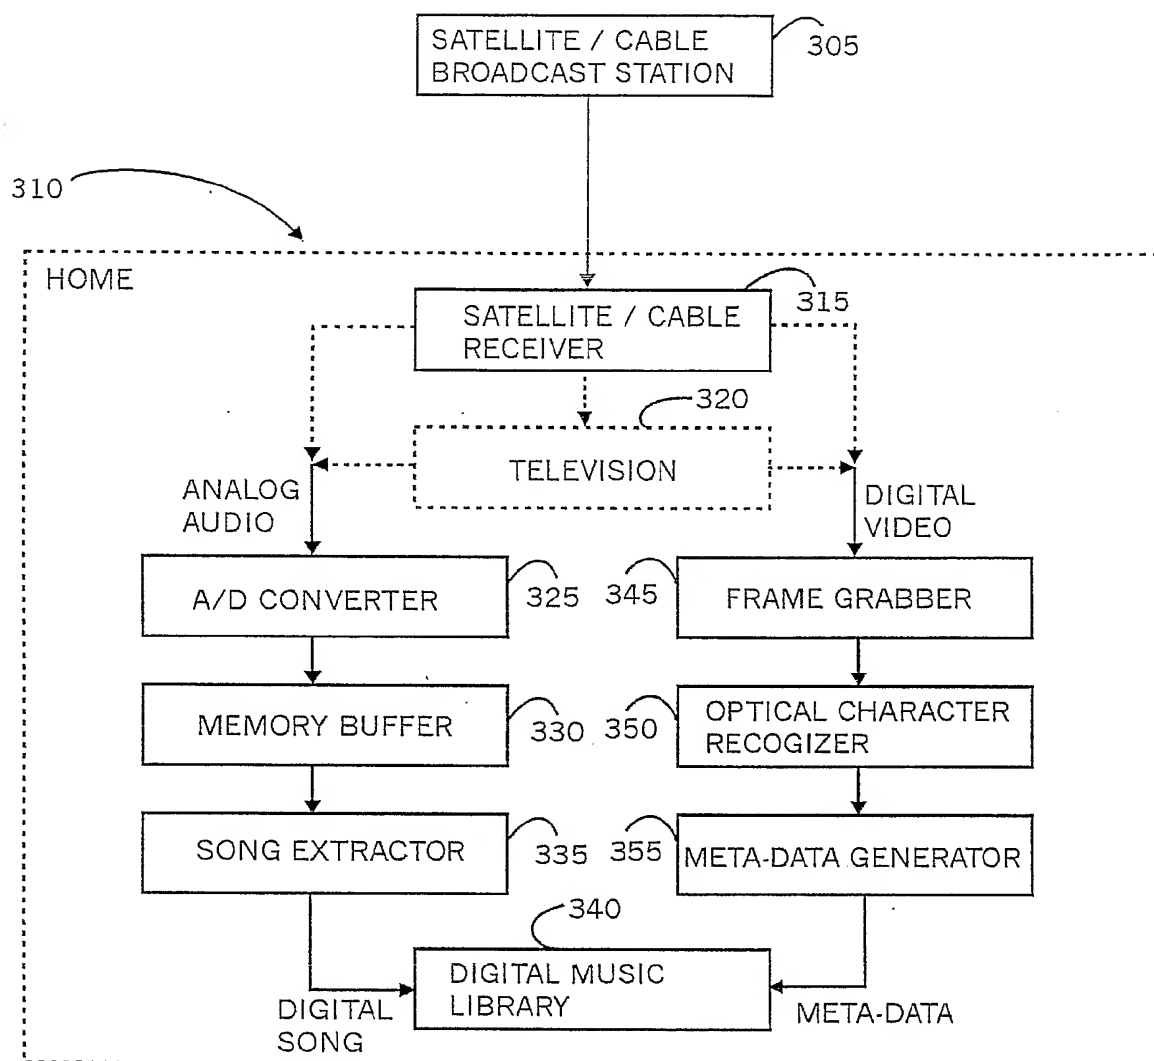 SATELLITE / CABLE
BROADCAST STATION
305
310
HOME
SATELLITE / CABLE
RECEIVER
315
320
TELEVISION
ANALOG
AUDIO
DIGITAL
VIDEO
A/D CONVERTER
325
345
FRAME GRABBER
MEMORY BUFFER
330
350
OPTICAL CHARACTER
RECOGIZER
SONG EXTRACTOR
335
355
META-DATA GENERATOR
340
DIGITAL MUSIC
LIBRARY
DIGITAL
SONG
META-DATA